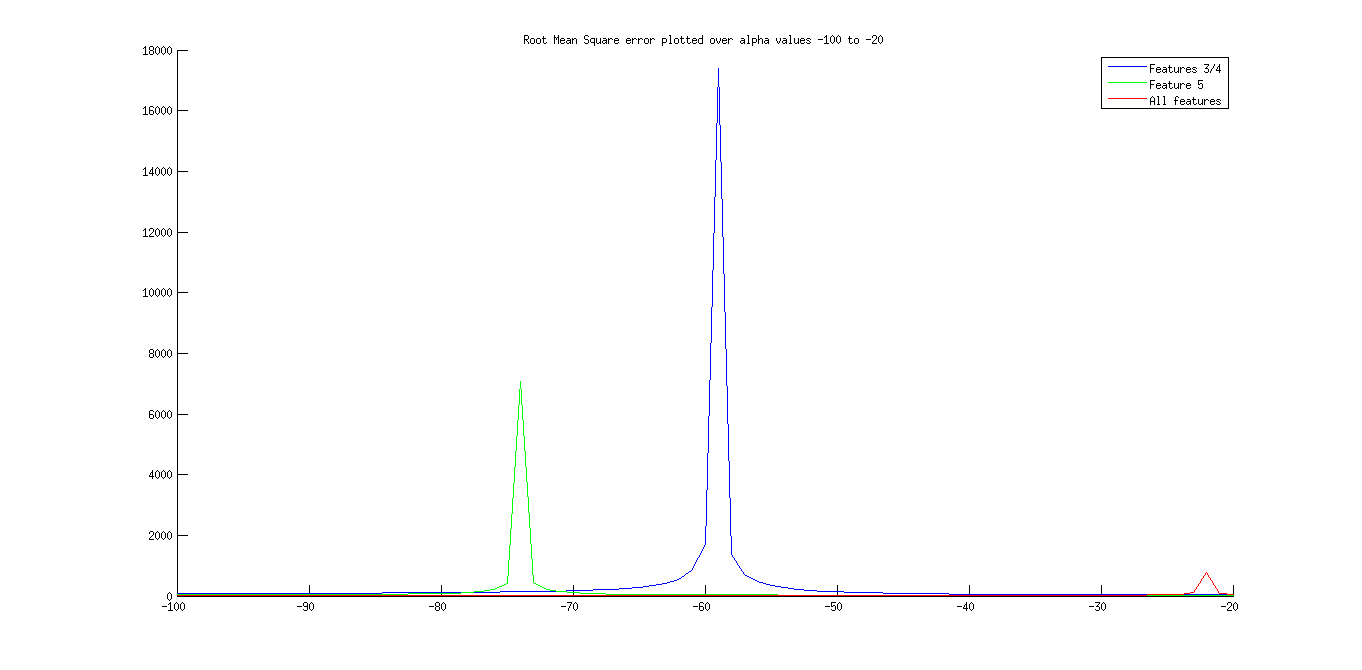 Root Mean Square error plotted over alpha values -100 to -20
Features 3/4
Feature 5
All features
18000
16000
14000
12000
10000
8000
6000
4000
2000
0
-100 -90 -80 -70 -60 -50 -40 -30 -20